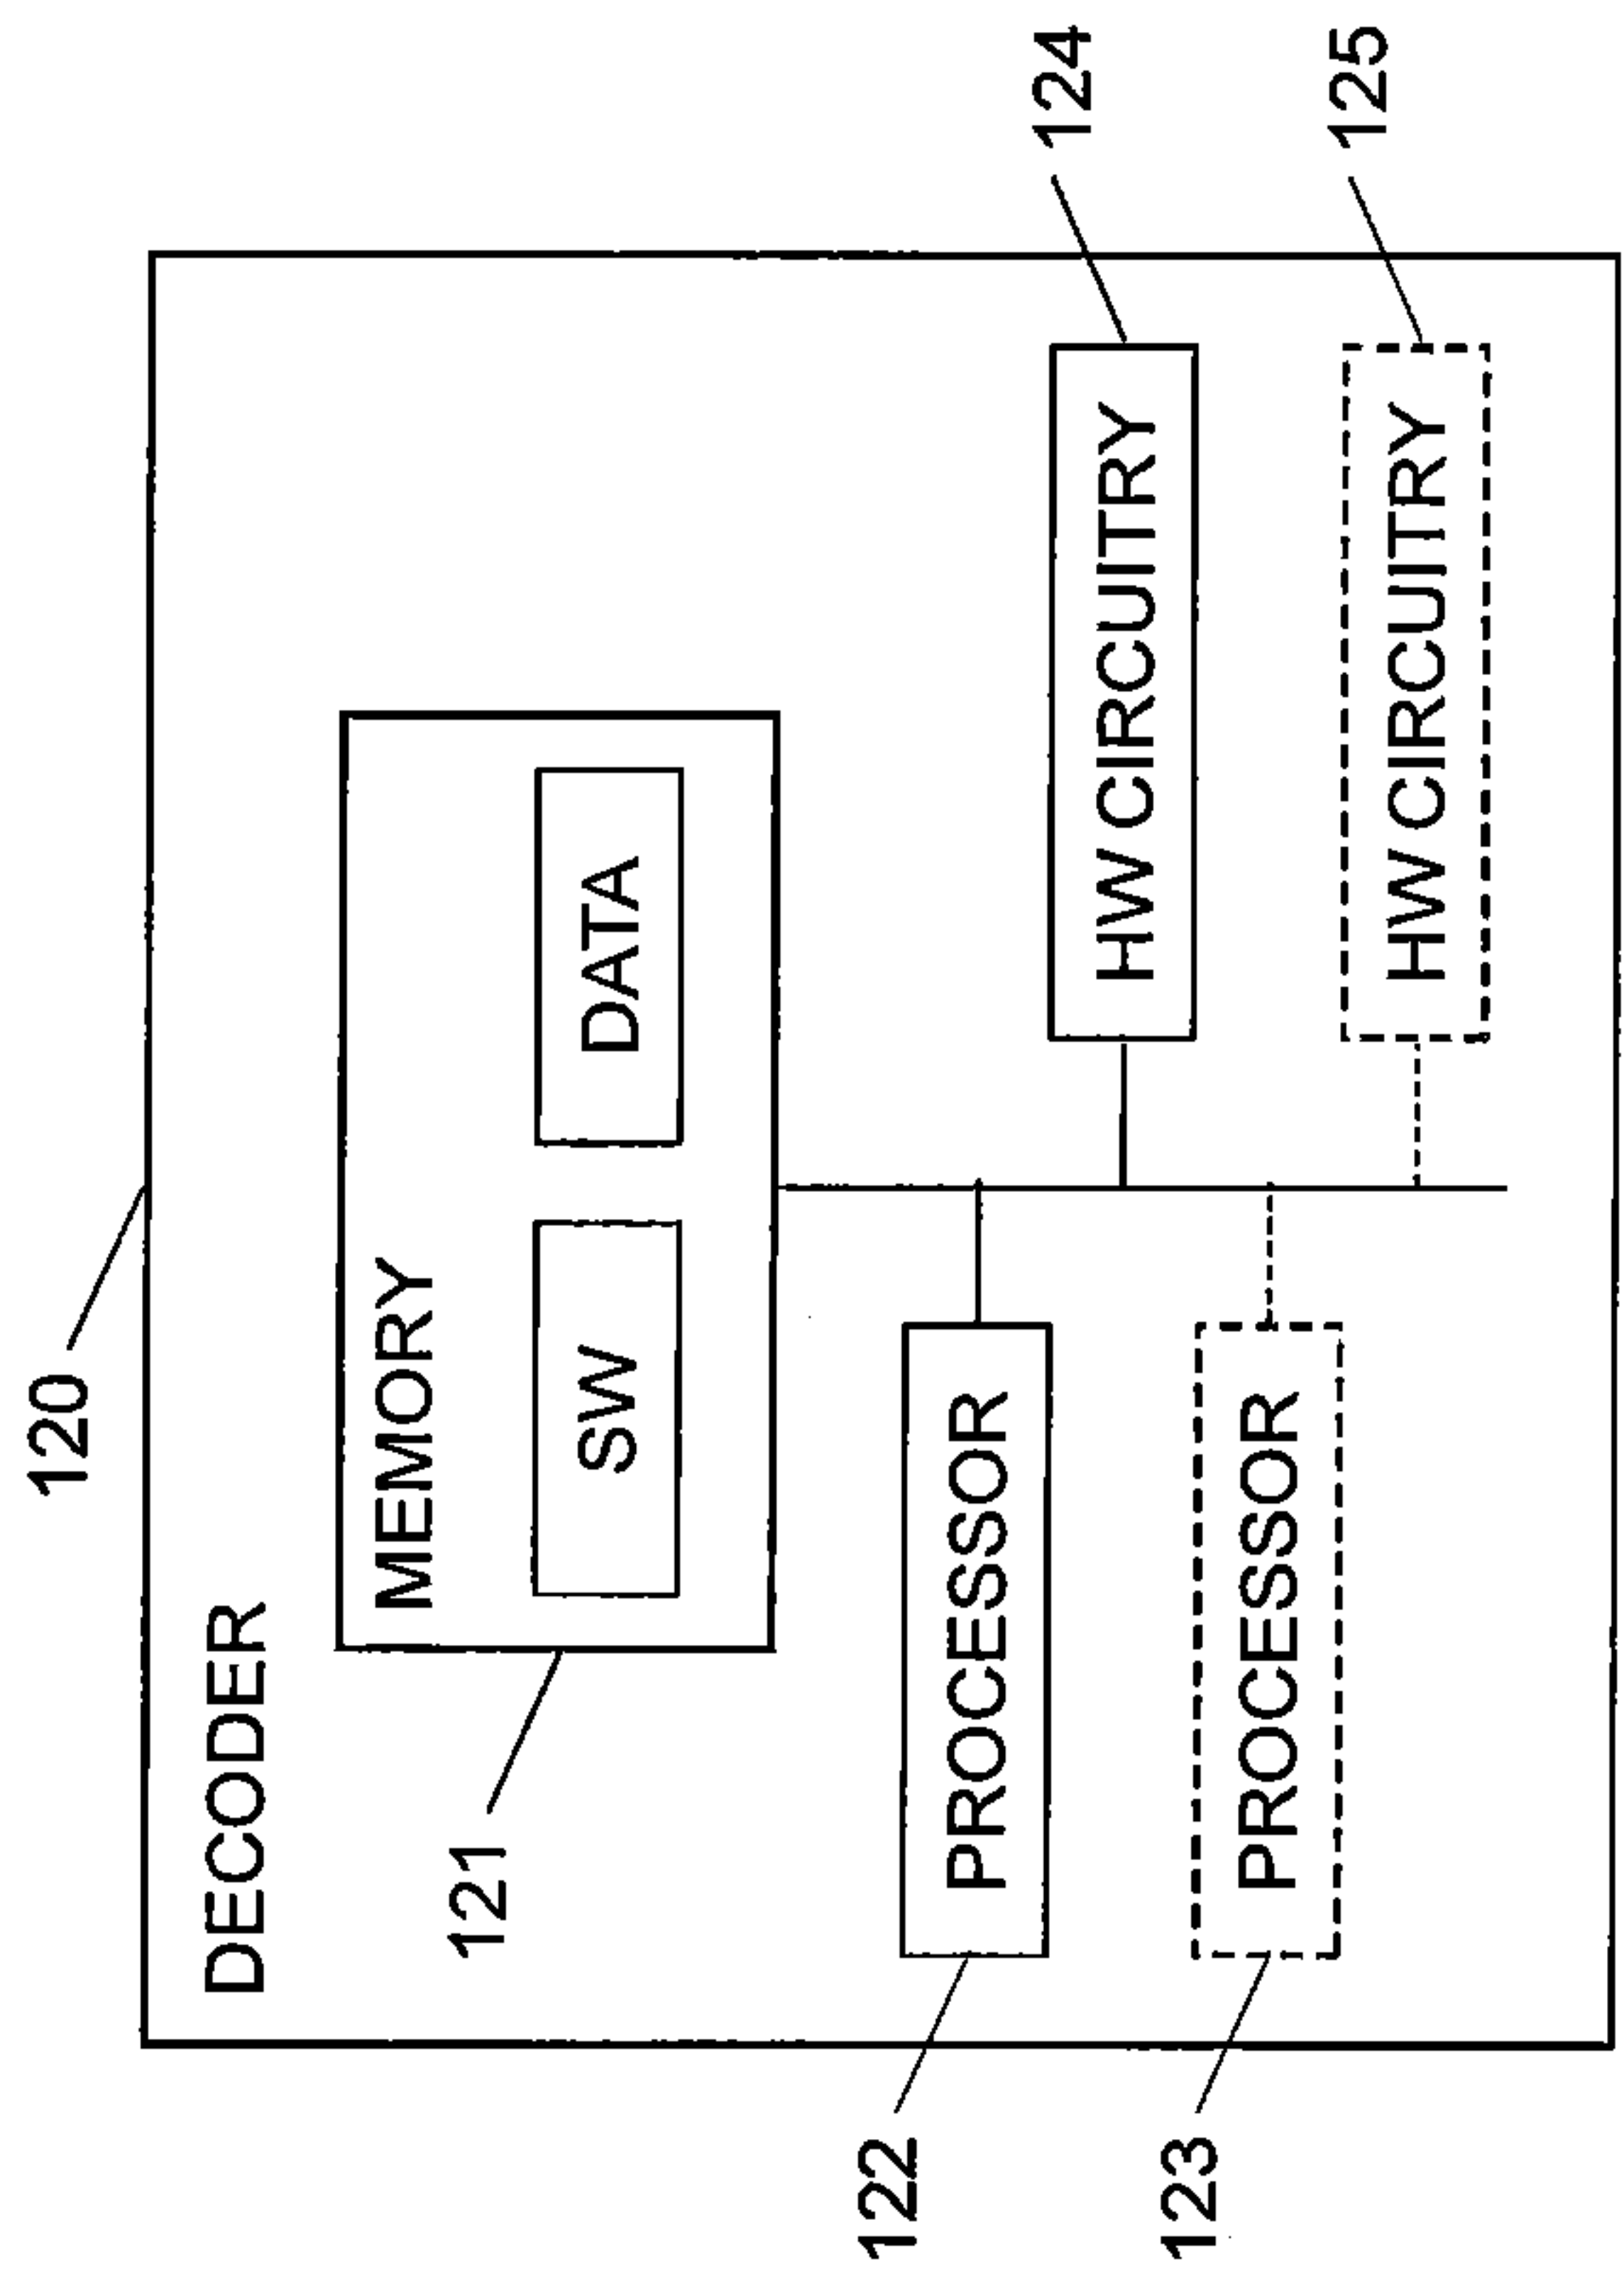 120
DECODER
MEMORY
121
SW
DATA
122
PROCESSOR
HW CIRCUITRY
124
123
PROCESSOR
HW CIRCUITRY
125